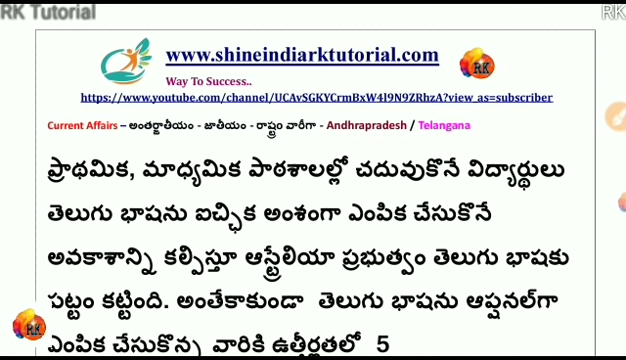 RK Tutorial
RK
www.shineindiarktutorial.com
RK
Way To Success..
https://www.youtube.com/channel/UCAvSGKYCrmBxW4I9N9ZRhzA?view_as=subscriber
Current Affairs – అంతర్జాతీయం - జాతీయం - రాష్ట్రం వారీగా - Andhrapradesh / Telangana
ప్రాథమిక, మాధ్యమిక పాఠశాలల్లో చదువుకొనే విద్యార్థులు
తెలుగు భాషను ఐచ్ఛిక అంశంగా ఎంపిక చేసుకొనే
అవకాశాన్ని కల్పిస్తూ ఆస్ట్రేలియా ప్రభుత్వం తెలుగు భాషకు
పట్టం కట్టింది. అంతేకాకుండా తెలుగు భాషను ఆప్షనల్‌గా
RK
ఎంపిక చేసుకొన్న వారికి ఉత్తీర్ణతలో 5